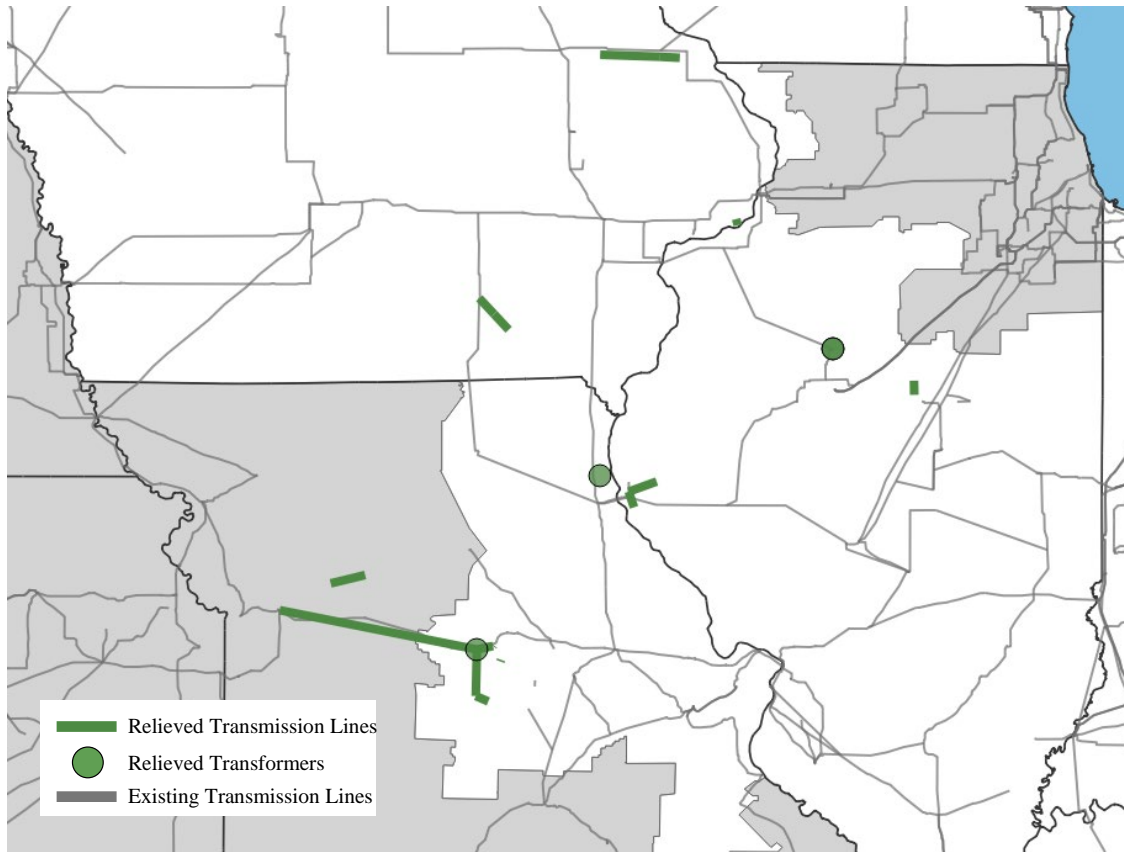 Relieved Transmission Lines
Relieved Transformers
Existing Transmission Lines